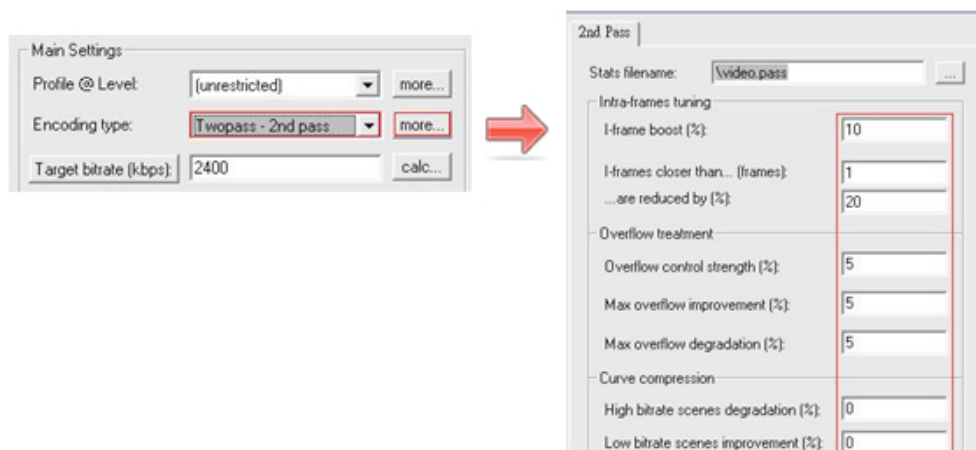 Main Settings
Profile @ Level: (unrestricted) more...
Encoding type: Twopass - 2nd pass more...
Target bitrate (kbps): 2400 calc...
2nd Pass
Stats filename: \video.pass ...
Intra-frames tuning
I-frame boost (%): 10
I-frames closer than... (frames): 1
...are reduced by (%): 20
Overflow treatment
Overflow control strength (%): 5
Max overflow improvement (%): 5
Max overflow degradation (%): 5
Curve compression
High bitrate scenes degradation (%): 0
Low bitrate scenes improvement (%): 0